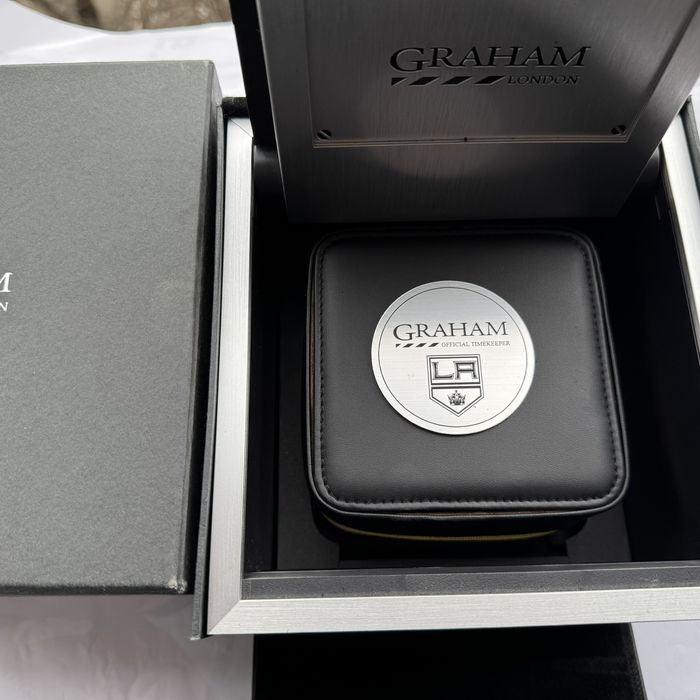 GRAHAM
LONDON
M
N
GRAHAM
OFFICIAL TIMEKEEPER
LA